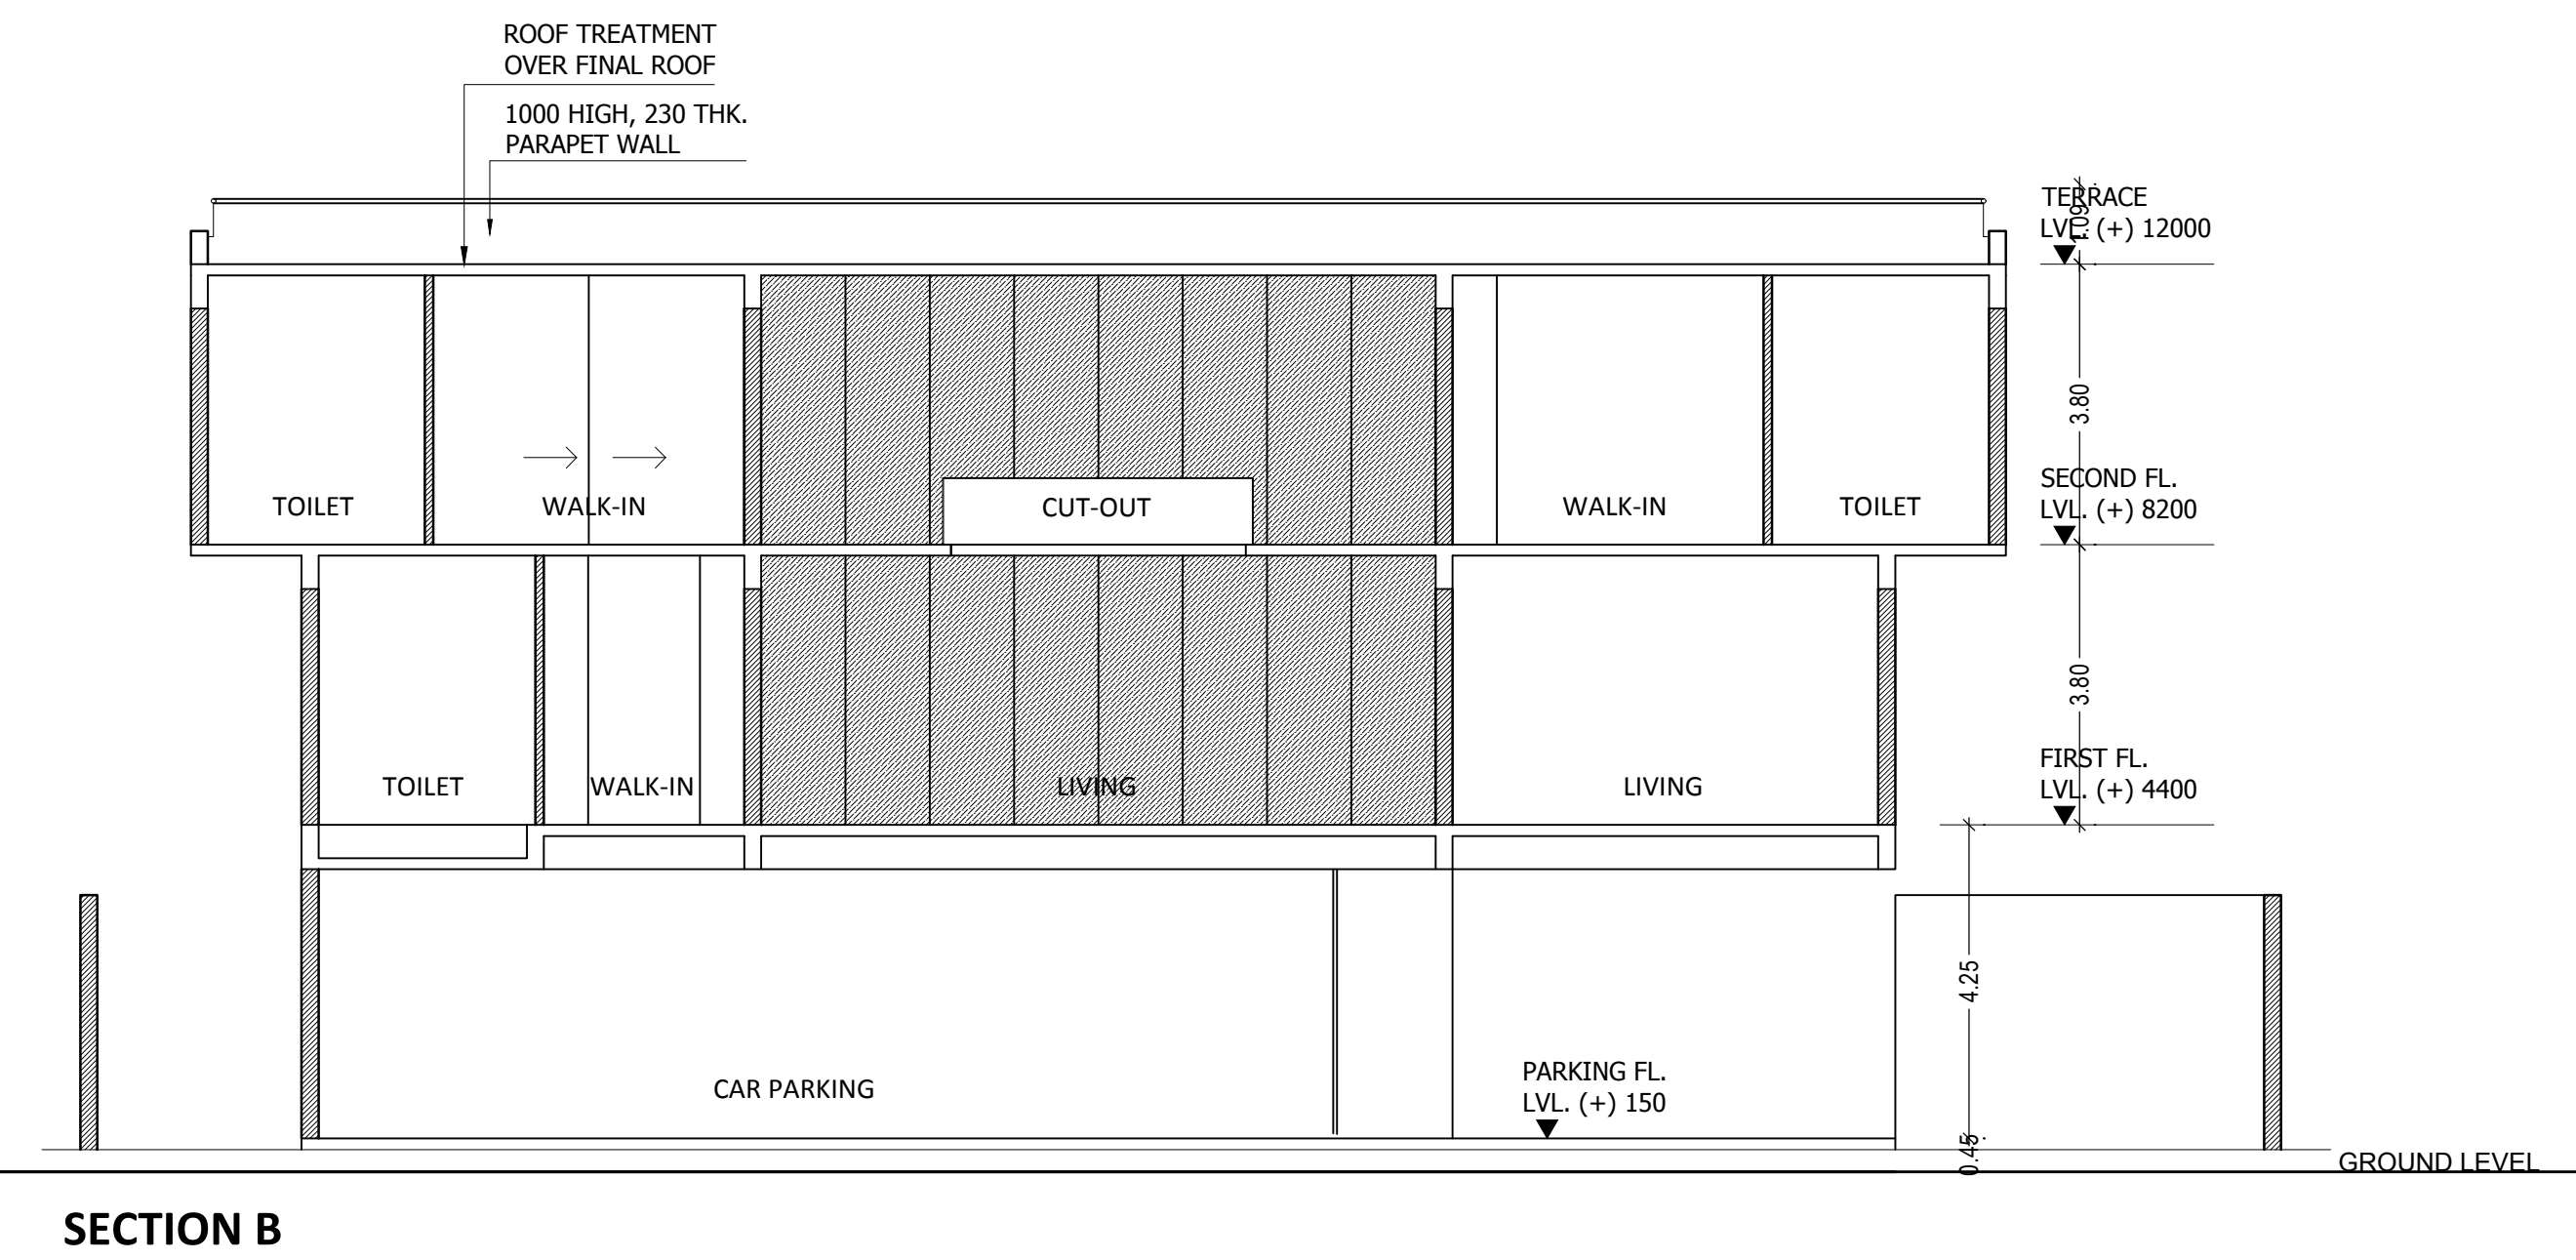 ROOF TREATMENT
OVER FINAL ROOF
1000 HIGH, 230 THK.
PARAPET WALL
TERRACE
LVL. (+) 12000
1.09
3.80
TOILET
WALK-IN
CUT-OUT
WALK-IN
TOILET
SECOND FL.
LVL. (+) 8200
3.80
TOILET
WALK-IN
LIVING
LIVING
FIRST FL.
LVL. (+) 4400
4.25
CAR PARKING
PARKING FL.
LVL. (+) 150
0.45
GROUND LEVEL
SECTION B